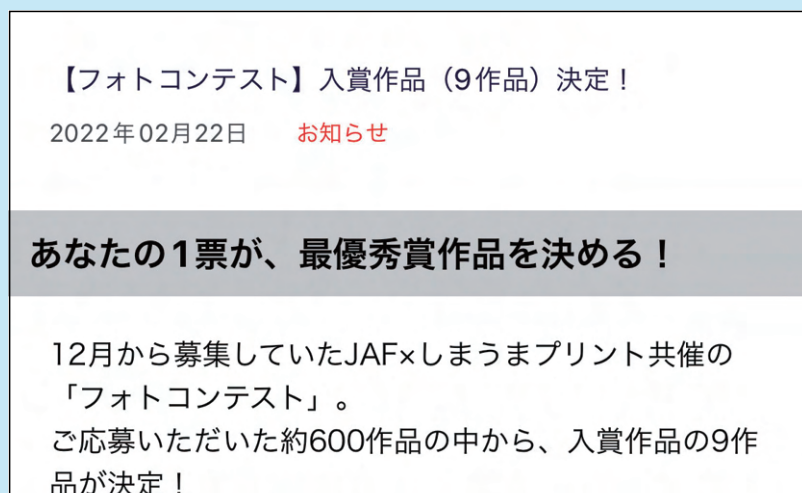 【フォトコンテスト】入賞作品（9作品）決定！
2022年02月22日 お知らせ
あなたの1票が、最優秀賞作品を決める！
12月から募集していたJAF×しまうまプリント共催の
「フォトコンテスト」。
ご応募いただいた約600作品の中から、入賞作品の9作
品が決定！